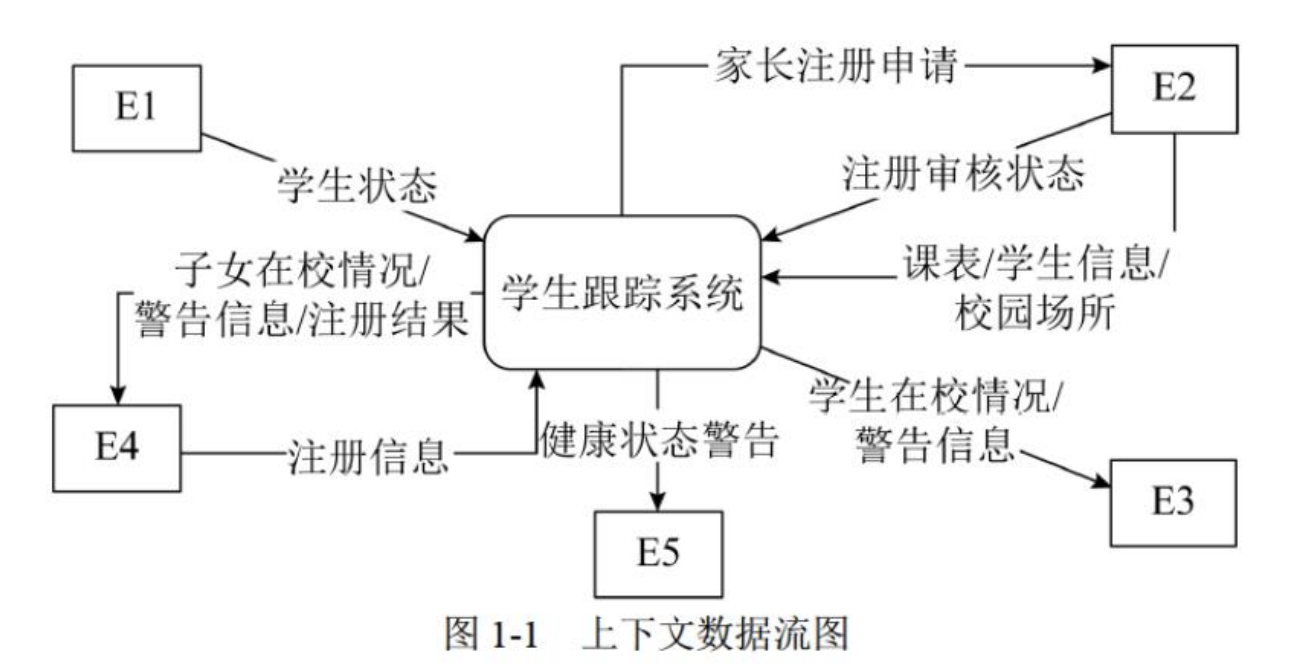 家长注册申请
E2
E1
学生状态
注册审核状态
子女在校情况/
警告信息/注册结果
学生跟踪系统
课表/学生信息/
校园场所
学生在校情况/
警告信息
E4
注册信息
健康状态警告
E3
E5
图 1-1 上下文数据流图